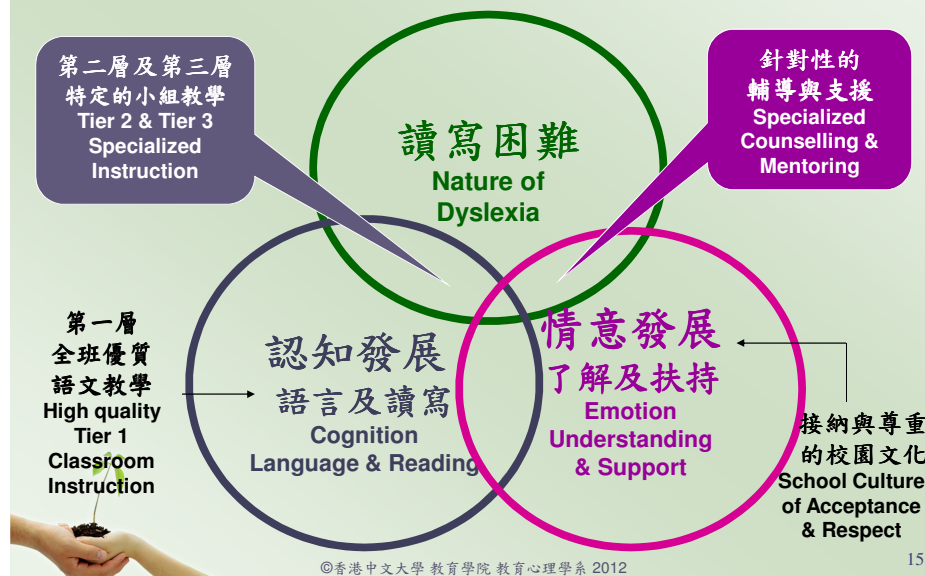 第二層及第三層
特定的小組教學
Tier 2 & Tier 3
Specialized
Instruction
針對性的
輔導與支援
Specialized
Counselling &
Mentoring
讀寫困難
Nature of
Dyslexia
第一層
全班優質
語文教學
High quality
Tier 1
Classroom
Instruction
認知發展
語言及讀寫
Cognition
Language & Reading
情意發展
了解及扶持
Emotion
Understanding
& Support
接納與尊重
的校園文化
School Culture
of Acceptance
& Respect
©香港中文大學 教育學院 教育心理學系 2012
15